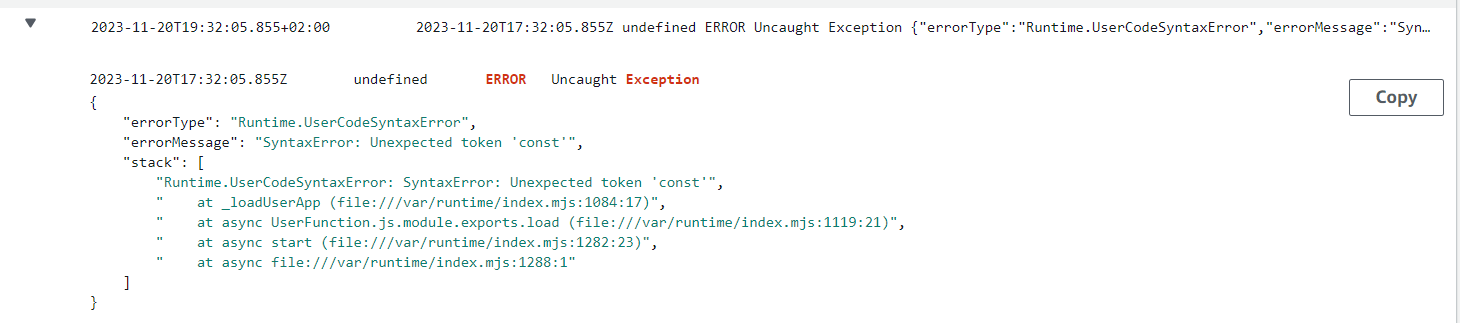 2023-11-20T19:32:05.855+02:00 2023-11-20T17:32:05.855Z undefined ERROR Uncaught Exception {"errorType":"Runtime.UserCodeSyntaxError","errorMessage":"Syn…
2023-11-20T17:32:05.855Z undefined ERROR Uncaught Exception
Copy
{
"errorType": "Runtime.UserCodeSyntaxError",
"errorMessage": "SyntaxError: Unexpected token 'const'",
"stack": [
"Runtime.UserCodeSyntaxError: SyntaxError: Unexpected token 'const'",
"    at _loadUserApp (file:///var/runtime/index.mjs:1084:17)",
"    at async UserFunction.js.module.exports.load (file:///var/runtime/index.mjs:1119:21)",
"    at async start (file:///var/runtime/index.mjs:1282:23)",
"    at async file:///var/runtime/index.mjs:1288:1"
]
}